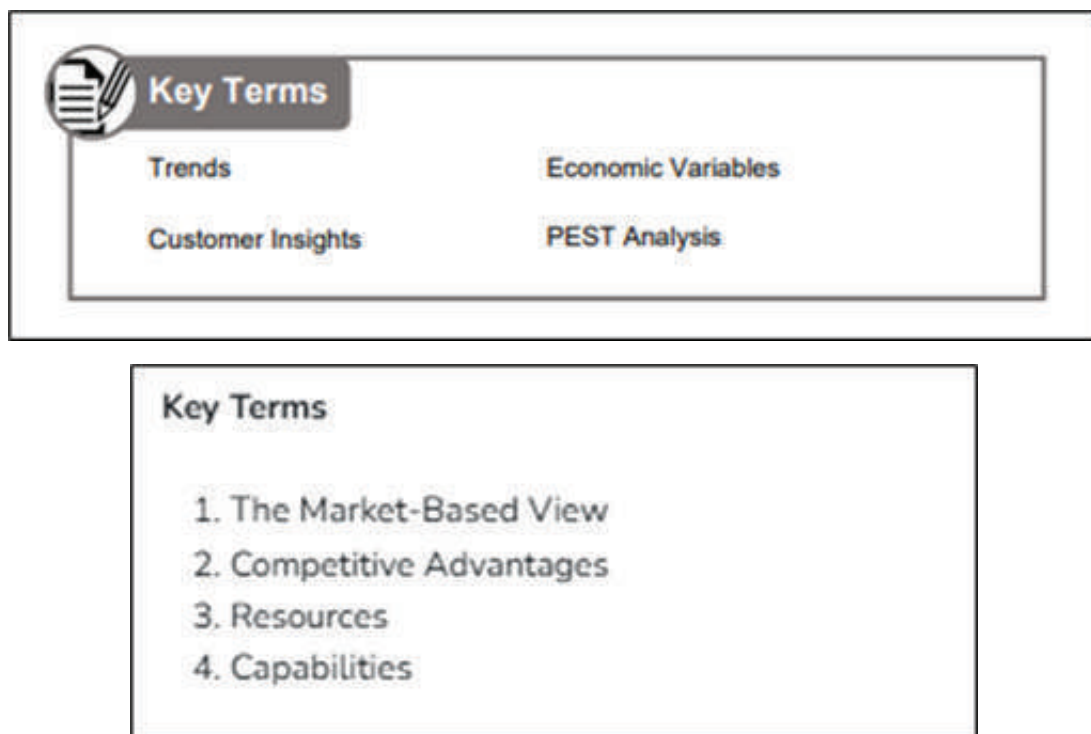 Key Terms
Trends
Economic Variables
Customer Insights
PEST Analysis
Key Terms
1. The Market-Based View
2. Competitive Advantages
3. Resources
4. Capabilities